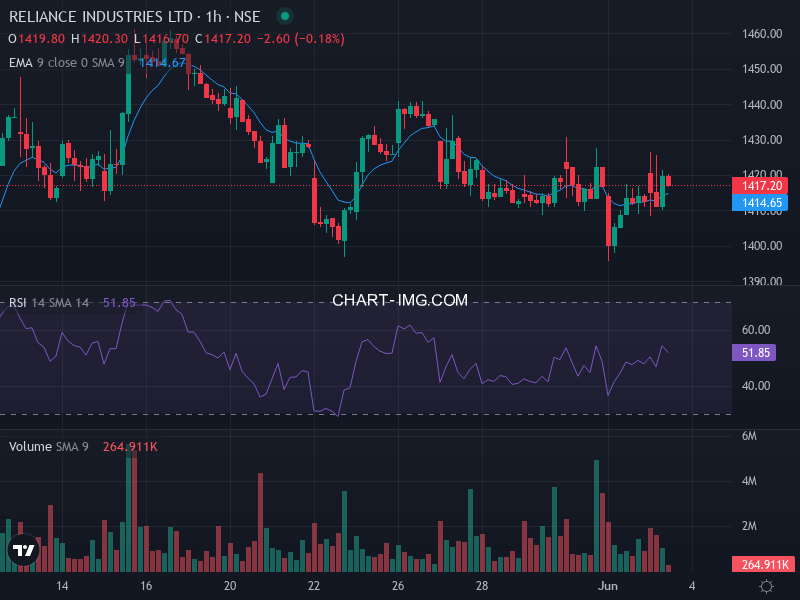 RELIANCE INDUSTRIES LTD · 1h · NSE
O1419.80 H1420.30 L1416.70 C1417.20 −2.60 (−0.18%)
EMA 9 close 0 SMA 9 1414.67
1460.00
1450.00
1440.00
1430.00
1420.00
1417.20
1414.65
1410.00
1400.00
1390.00
RSI 14 SMA 14 51.85
CHART-IMG.COM
60.00
51.85
40.00
Volume SMA 9 264.911K
6M
4M
2M
264.911K
14 16 20 22 26 28 Jun 4